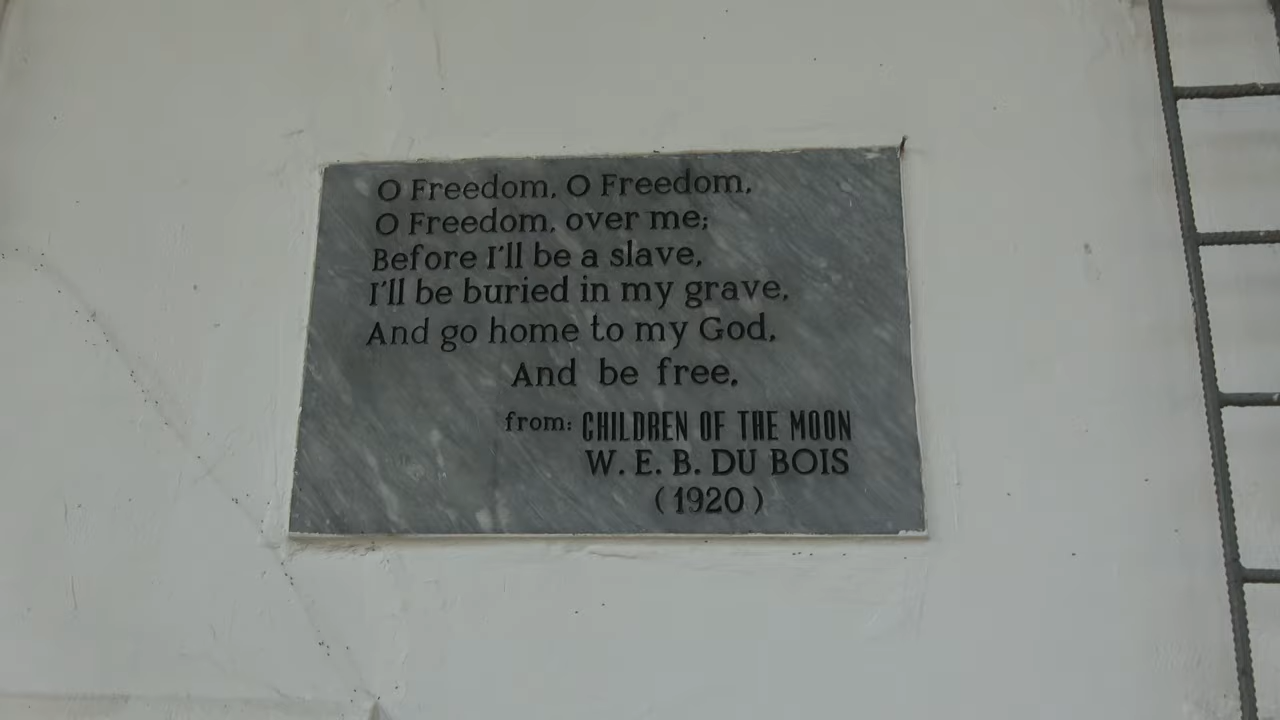 O Freedom, O Freedom,
O Freedom, over me;
Before I'll be a slave,
I'll be buried in my grave,
And go home to my God,
And be free.
from: CHILDREN OF THE MOON
W. E. B. DU BOIS
(1920)